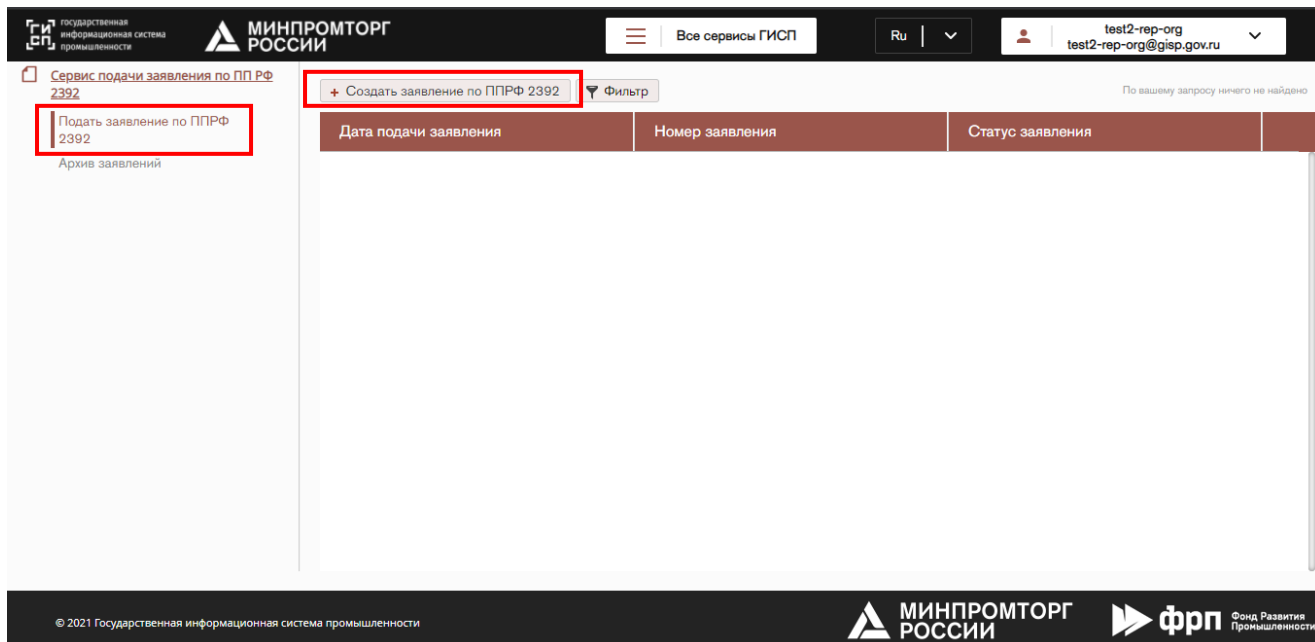 государственная
информационная система
промышленности
ГИСП
МИНПРОМТОРГ
РОССИИ
Все сервисы ГИСП
Ru
test2-rep-org
test2-rep-org@gisp.gov.ru
Сервис подачи заявления по ПП РФ
2392
Подать заявление по ППРФ
2392
Архив заявлений
+ Создать заявление по ППРФ 2392
Фильтр
По вашему запросу ничего не найдено
Дата подачи заявления
Номер заявления
Статус заявления
© 2021 Государственная информационная система промышленности
МИНПРОМТОРГ
РОССИИ
фрп
Фонд Развития
Промышленности